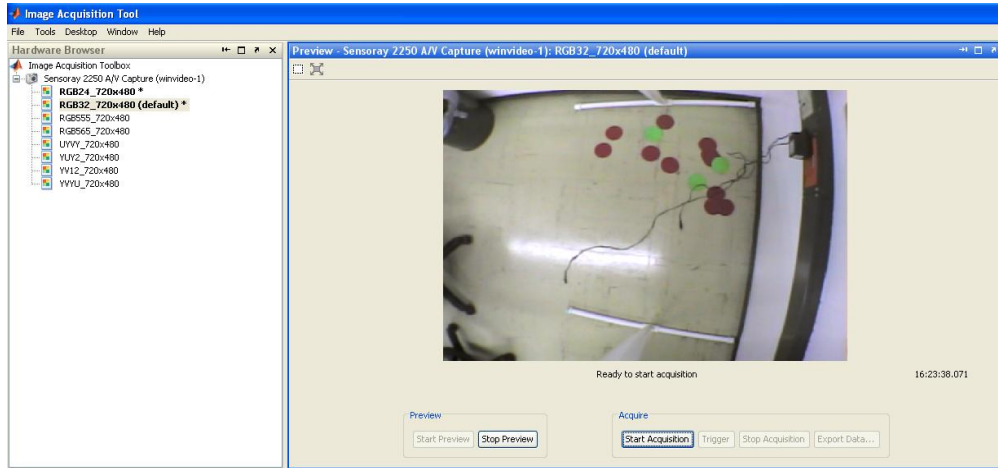 Image Acquisition Tool
File Tools Desktop Window Help
Hardware Browser
Image Acquisition Toolbox
Sensoray 2250 A/V Capture (winvideo-1)
RGB24_720x480 *
RGB32_720x480 (default) *
RGB555_720x480
RGB565_720x480
UYVY_720x480
YUY2_720x480
YV12_720x480
YVYU_720x480
Preview - Sensoray 2250 A/V Capture (winvideo-1): RGB32_720x480 (default)
Ready to start acquisition 16:23:38.071
Preview
Start Preview Stop Preview
Acquire
Start Acquisition Trigger Stop Acquisition Export Data...